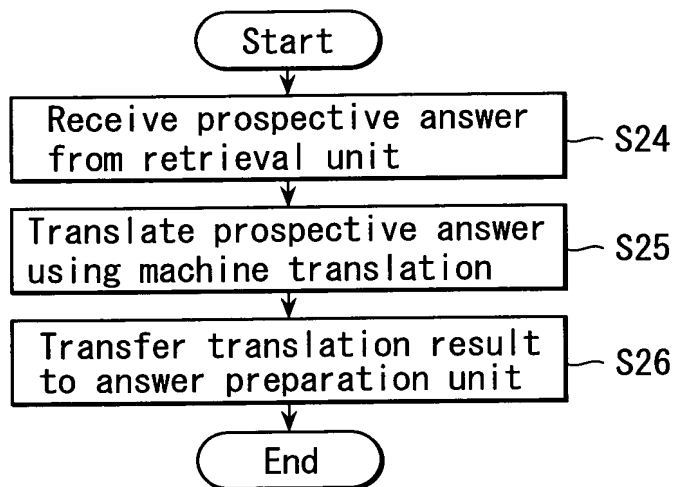 Start
Receive prospective answer
from retrieval unit
S24
Translate prospective answer
using machine translation
S25
Transfer translation result
to answer preparation unit
S26
End